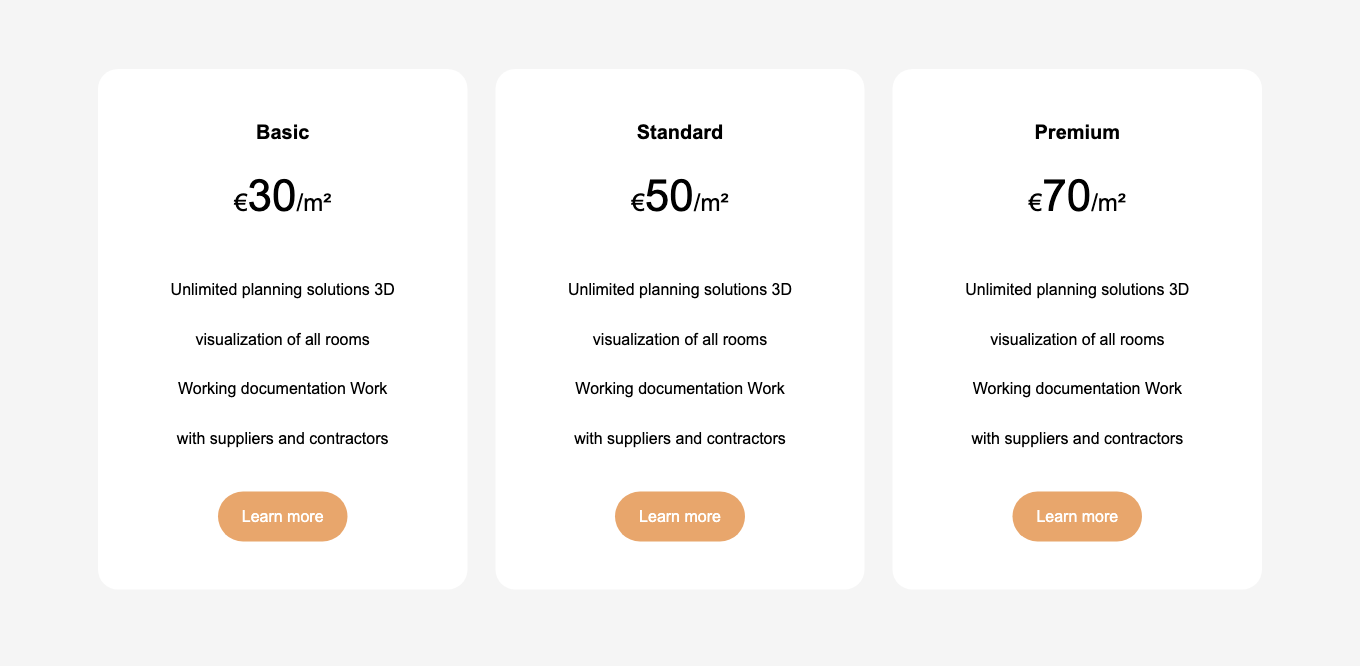 Basic
€30/m²
Unlimited planning solutions 3D
visualization of all rooms
Working documentation Work
with suppliers and contractors
Learn more
Standard
€50/m²
Unlimited planning solutions 3D
visualization of all rooms
Working documentation Work
with suppliers and contractors
Learn more
Premium
€70/m²
Unlimited planning solutions 3D
visualization of all rooms
Working documentation Work
with suppliers and contractors
Learn more